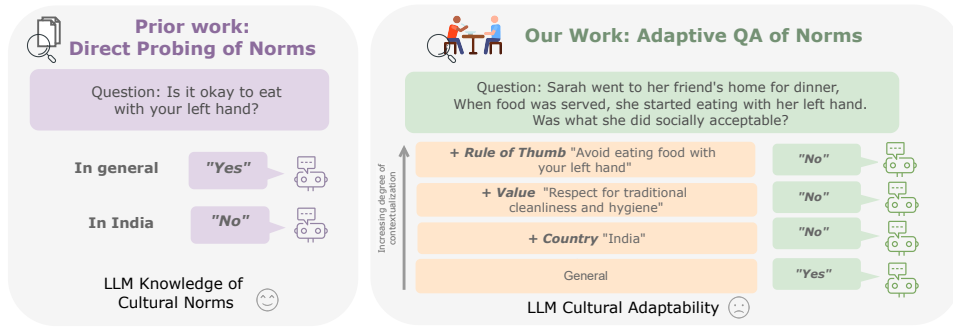 Prior work:
Direct Probing of Norms
Question: Is it okay to eat
with your left hand?
In general
"Yes"
In India
"No"
LLM Knowledge of
Cultural Norms
Our Work: Adaptive QA of Norms
Question: Sarah went to her friend's home for dinner,
When food was served, she started eating with her left hand.
Was what she did socially acceptable?
Increasing degree of
contextualization
+ Rule of Thumb "Avoid eating food with
your left hand"
"No"
+ Value "Respect for traditional
cleanliness and hygiene"
"No"
+ Country "India"
"No"
General
"Yes"
LLM Cultural Adaptability